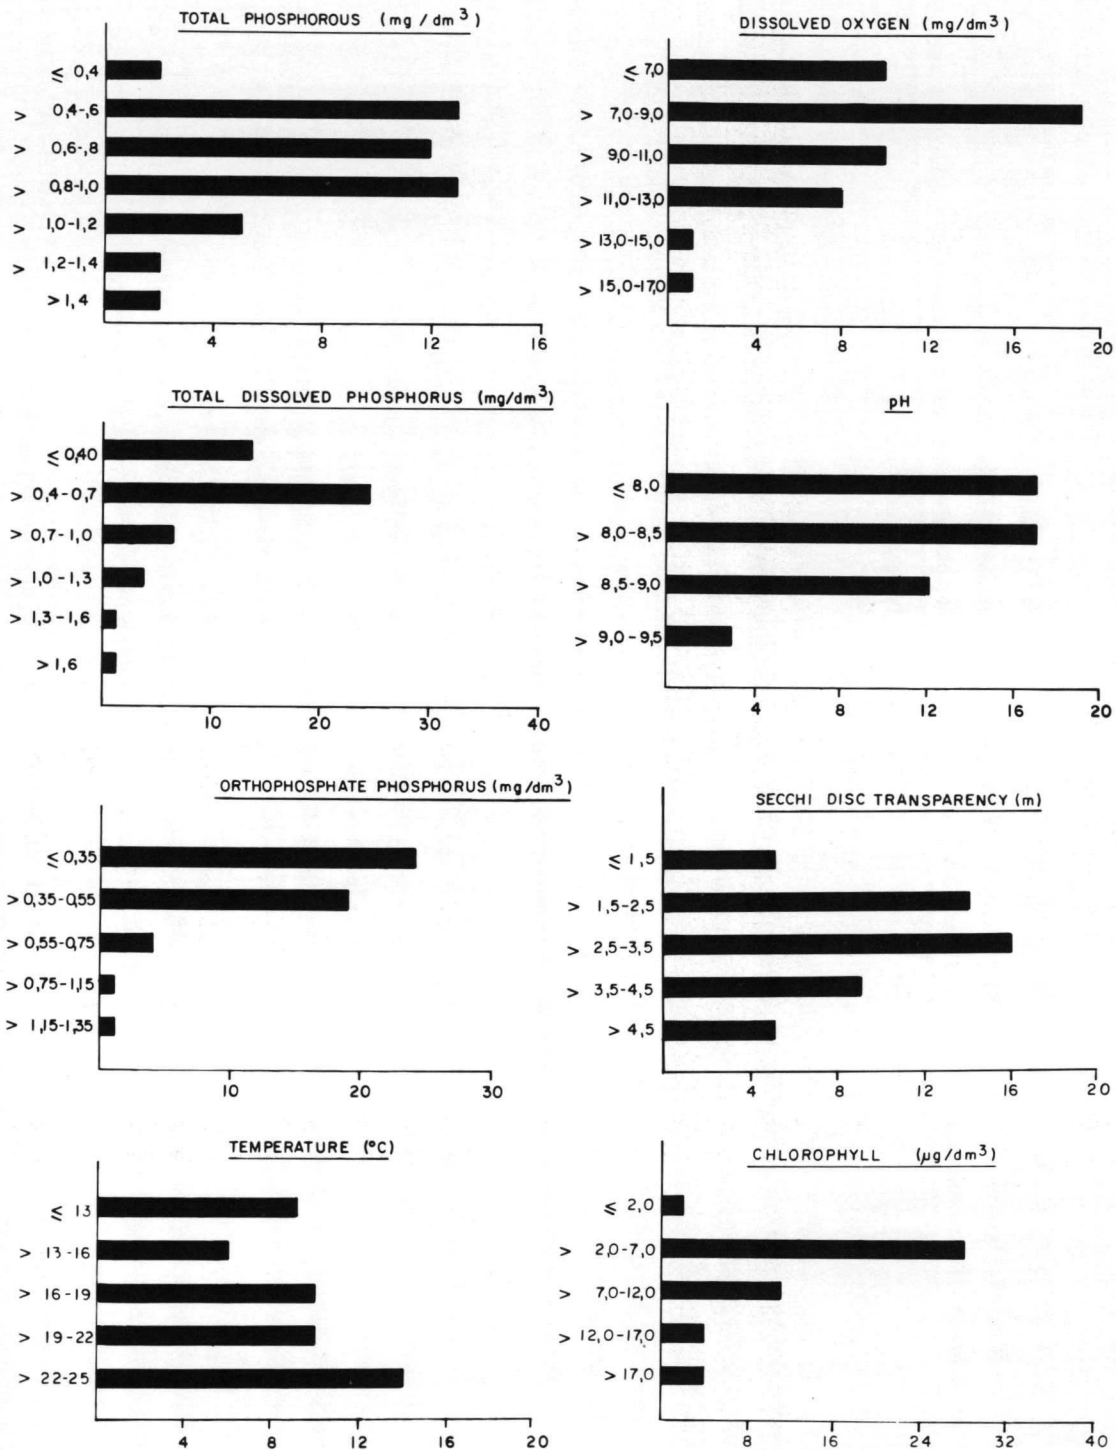 TOTAL PHOSPHOROUS (mg / dm³)
≤ 0,4
> 0,4-,6
> 0,6-,8
> 0,8-1,0
> 1,0-1,2
> 1,2-1,4
> 1,4
4 8 12 16
DISSOLVED OXYGEN (mg/dm³)
≤ 7,0
> 7,0-9,0
> 9,0-11,0
> 11,0-13,0
> 13,0-15,0
> 15,0-17,0
4 8 12 16 20
TOTAL DISSOLVED PHOSPHORUS (mg/dm³)
≤ 0,40
> 0,4-0,7
> 0,7-1,0
> 1,0-1,3
> 1,3-1,6
> 1,6
10 20 30 40
pH
≤ 8,0
> 8,0-8,5
> 8,5-9,0
> 9,0-9,5
4 8 12 16 20
ORTHOPHOSPHATE PHOSPHORUS (mg/dm³)
≤ 0,35
> 0,35-0,55
> 0,55-0,75
> 0,75-1,15
> 1,15-1,35
10 20 30
SECCHI DISC TRANSPARENCY (m)
≤ 1,5
> 1,5-2,5
> 2,5-3,5
> 3,5-4,5
> 4,5
4 8 12 16 20
TEMPERATURE (°C)
≤ 13
> 13-16
> 16-19
> 19-22
> 22-25
4 8 12 16 20
CHLOROPHYLL (µg/dm³)
≤ 2,0
> 2,0-7,0
> 7,0-12,0
> 12,0-17,0
> 17,0
8 16 24 32 40